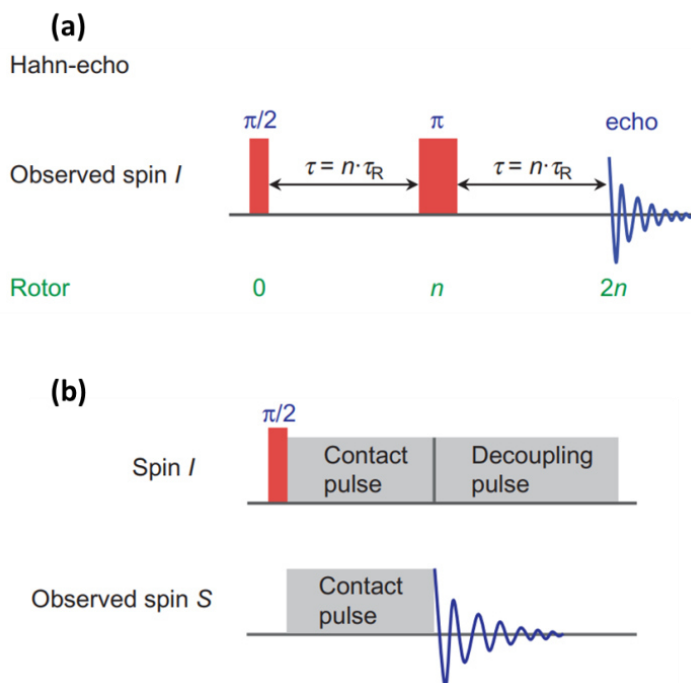 (a)
Hahn-echo
π/2 π echo
τ = n·τR τ = n·τR
Observed spin I
Rotor 0 n 2n
(b)
π/2
Spin I
Contact pulse
Decoupling pulse
Observed spin S
Contact pulse